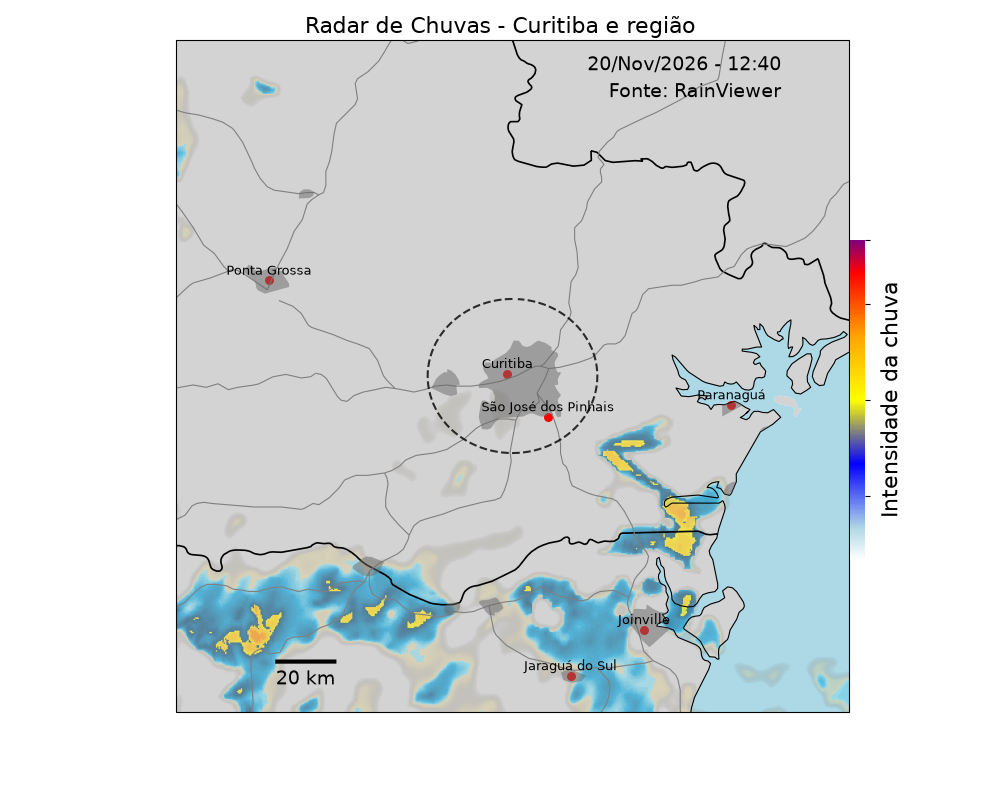 Radar de Chuvas - Curitiba e região
20/Nov/2026 - 12:40
Fonte: RainViewer
Ponta Grossa
Curitiba
São José dos Pinhais
Paranaguá
Intensidade da chuva
Joinville
Jaraguá do Sul
20 km